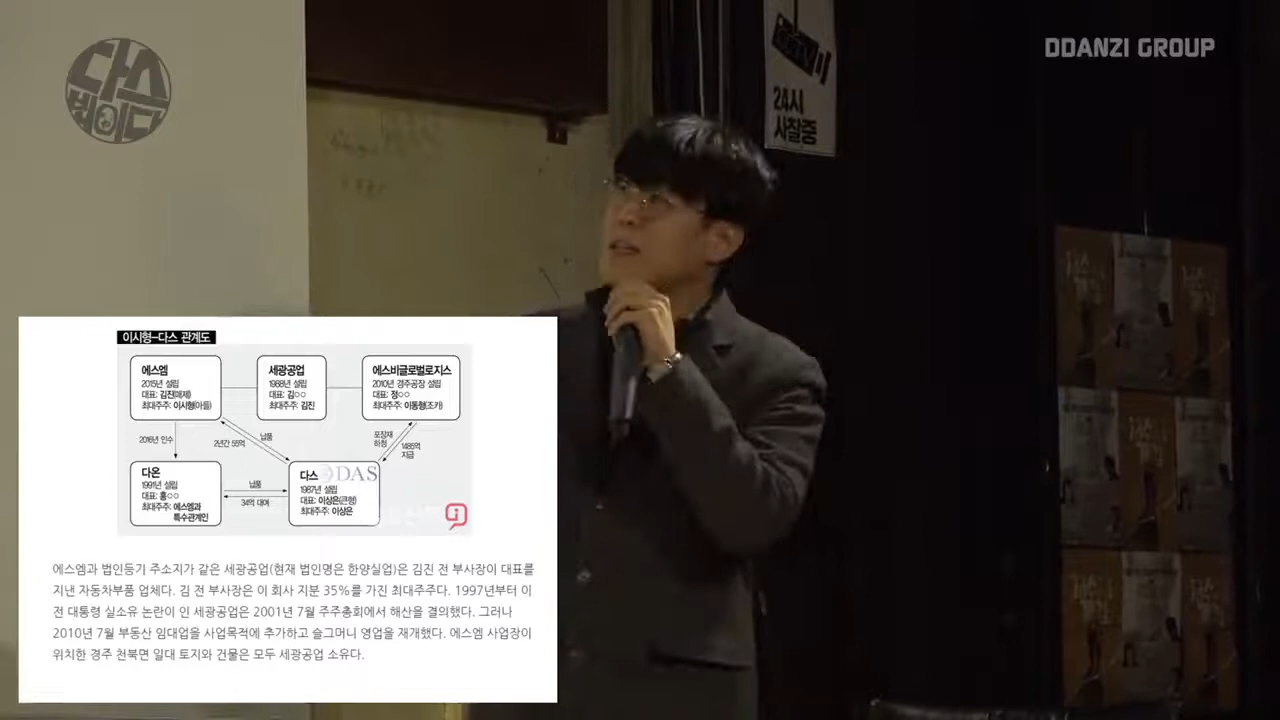 다스
법이다
DDANZI GROUP
24시
사찰중
이시형-다스 관계도
에스엠
2015년 설립
대표: 김진(매제)
최대주주: 이시형(아들)
세광공업
1988년 설립
대표: 김○○
최대주주: 김진
에스비글로벌로지스
2010년 경주공장 설립
대표: 정○○
최대주주: 이동형(조카)
2016년 인수
2년간 55억
납품
포장재
하청
1485억
지급
다온
1991년 설립
대표: 홍○○
최대주주: 에스엠과
특수관계인
납품
34억 대여
다스 DAS
1987년 설립
대표: 이상은(큰형)
최대주주: 이상은
에스엠과 법인등기 주소지가 같은 세광공업(현재 법인명은 한양실업)은 김진 전 부사장이 대표를
지낸 자동차부품 업체다. 김 전 부사장은 이 회사 지분 35%를 가진 최대주주다. 1997년부터 이
전 대통령 실소유 논란이 인 세광공업은 2001년 7월 주주총회에서 해산을 결의했다. 그러나
2010년 7월 부동산 임대업을 사업목적에 추가하고 슬그머니 영업을 재개했다. 에스엠 사업장이
위치한 경주 천북면 일대 토지와 건물은 모두 세광공업 소유다.